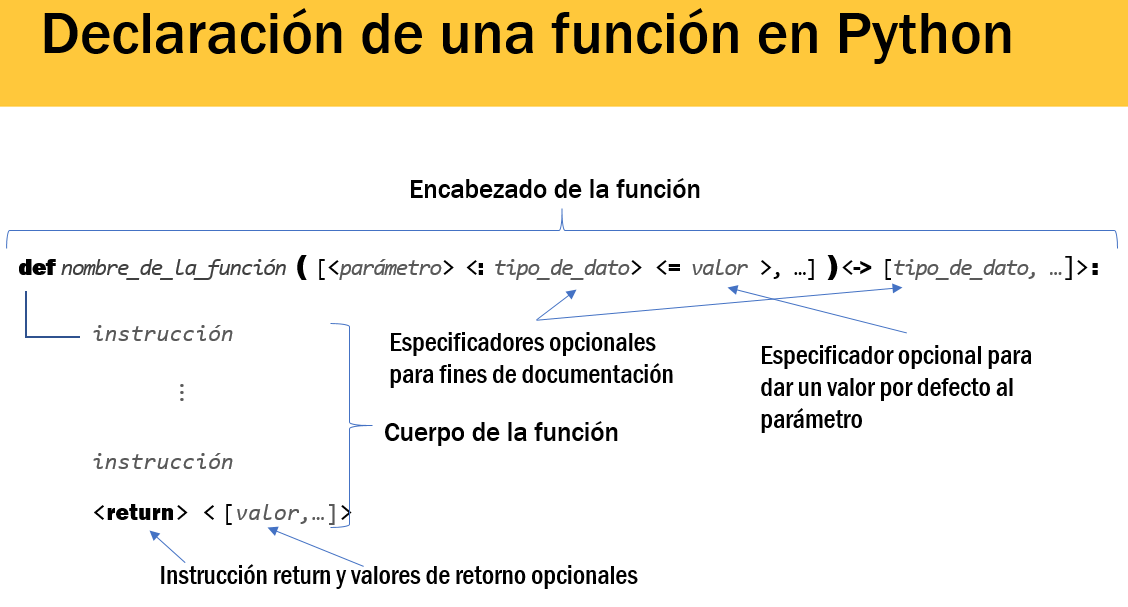 Declaración de una función en Python
Encabezado de la función
def nombre_de_la_función ( [<parámetro> <: tipo_de_dato> <= valor >, …] )<-> [tipo_de_dato, …]>:
instrucción
Especificadores opcionales
para fines de documentación
Especificador opcional para
dar un valor por defecto al
parámetro
⋮
Cuerpo de la función
instrucción
<return> < [valor,…]>
Instrucción return y valores de retorno opcionales